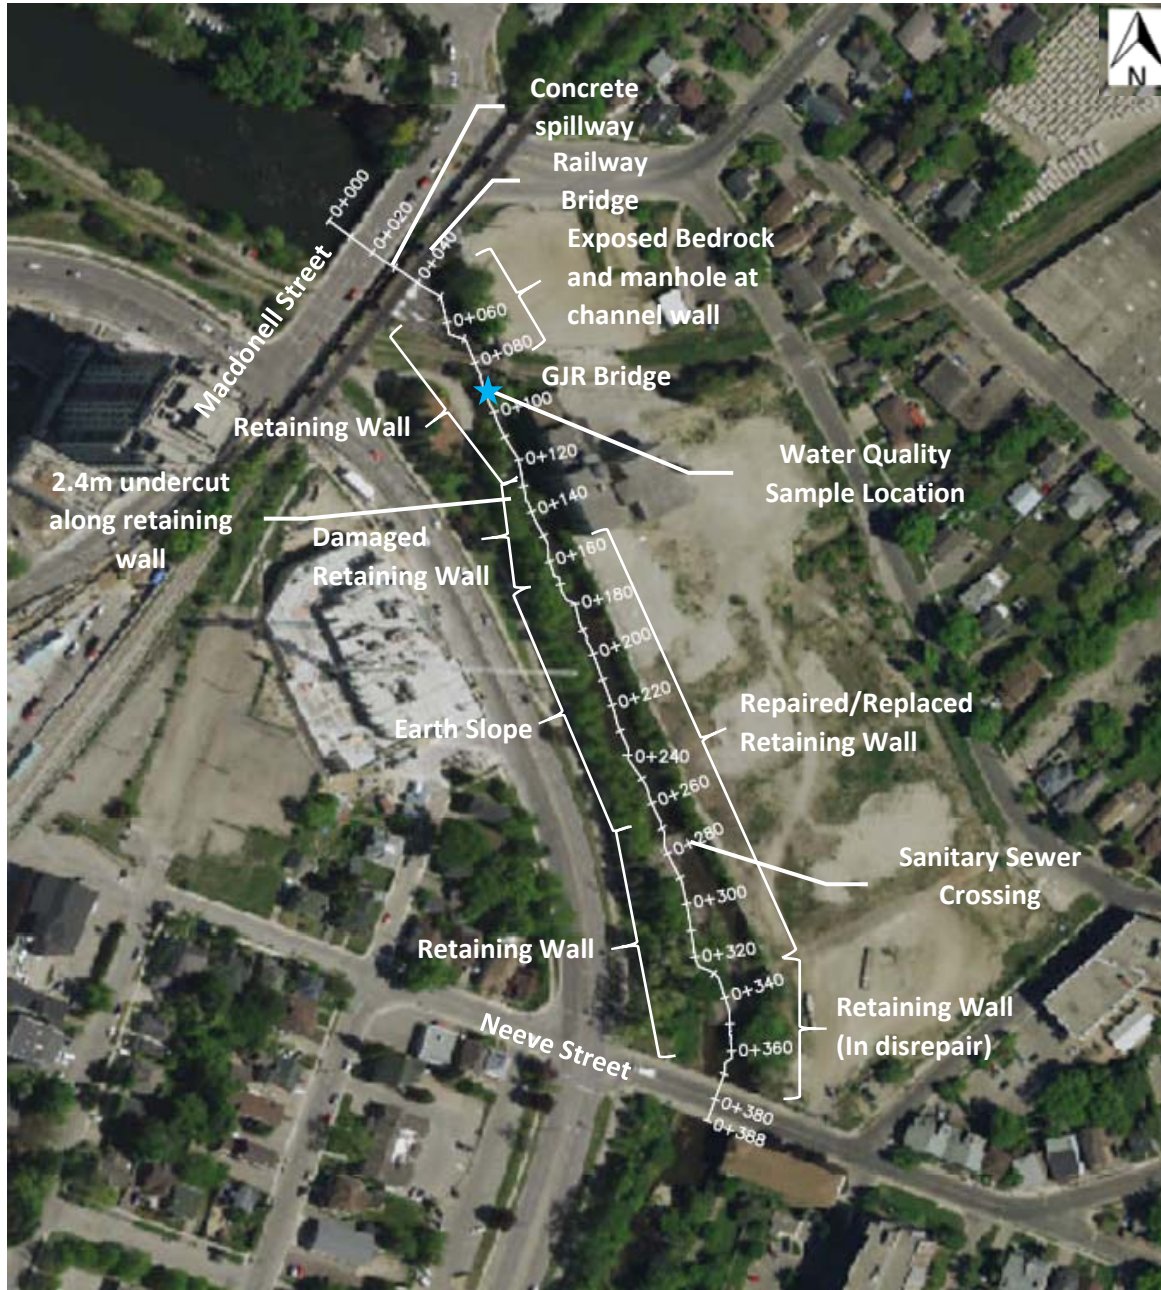 N
Concrete
spillway
Railway
Bridge
Exposed Bedrock
and manhole at
channel wall
0+000
0+020
0+040
Macdonell Street
0+060
0+080
GJR Bridge
0+100
Retaining Wall
0+120
Water Quality
Sample Location
2.4m undercut
along retaining
wall
0+140
Damaged
Retaining Wall
0+160
0+180
0+200
0+220
Repaired/Replaced
Retaining Wall
Earth Slope
0+240
0+260
0+280
Sanitary Sewer
Crossing
0+300
Retaining Wall
0+320
0+340
Retaining Wall
(In disrepair)
Neeve Street
0+360
0+380
0+388